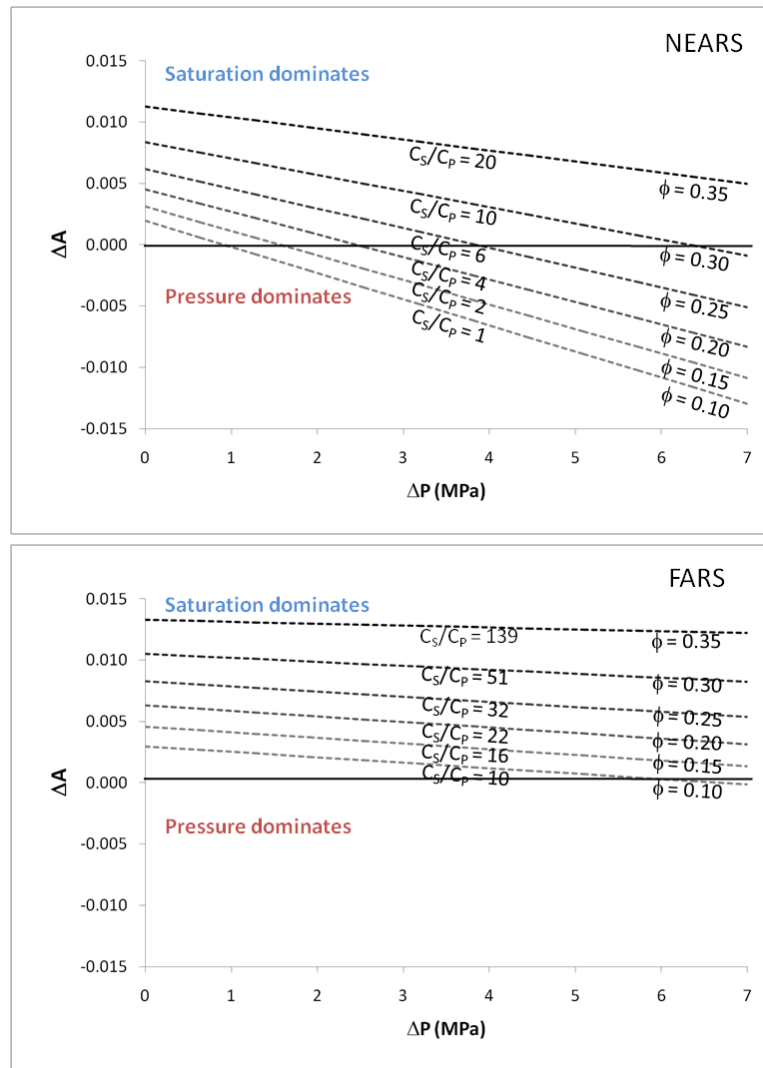 NEARS
0.015
Saturation dominates
0.010
C_S/C_P = 20
0.005
ϕ = 0.35
C_S/C_P = 10
ΔA
0.000
C_S/C_P = 6
ϕ = 0.30
C_S/C_P = 4
Pressure dominates
C_S/C_P = 2
ϕ = 0.25
-0.005
C_S/C_P = 1
ϕ = 0.20
ϕ = 0.15
-0.010
ϕ = 0.10
-0.015
0 1 2 3 4 5 6 7
ΔP (MPa)
FARS
0.015
Saturation dominates
C_S/C_P = 139
ϕ = 0.35
0.010
C_S/C_P = 51
ϕ = 0.30
C_S/C_P = 32
ϕ = 0.25
0.005
C_S/C_P = 22
ϕ = 0.20
C_S/C_P = 16
ϕ = 0.15
ΔA
0.000
C_S/C_P = 10
ϕ = 0.10
Pressure dominates
-0.005
-0.010
-0.015
0 1 2 3 4 5 6 7
ΔP (MPa)